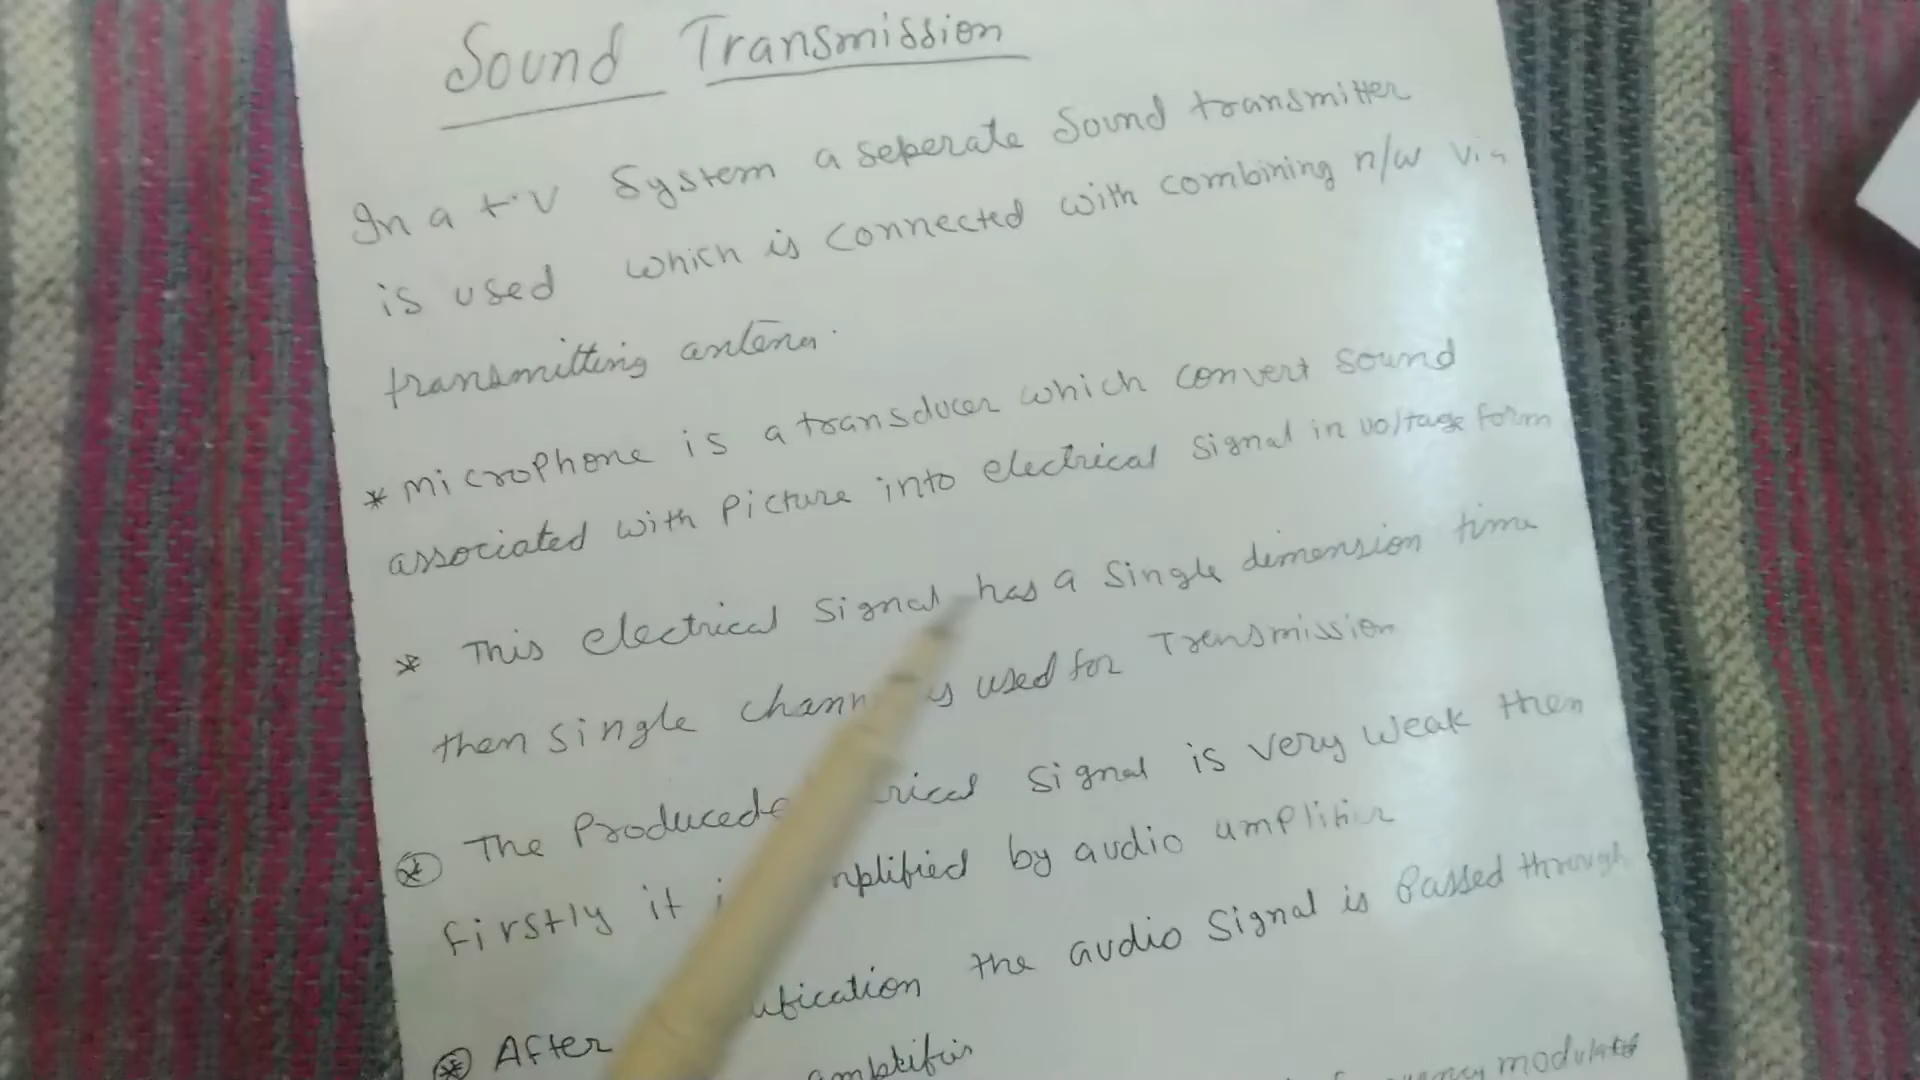 Sound Transmission
In a t.v System a seperate Sound transmitter
is used which is connected with combining n/w via
transmitting antena.
* microphone is a transducer which convert sound
associated with Picture into electrical signal in voltage form
* This electrical signal has a single dimension time
then single is used for Transmission
* The Produced signal is very weak then
firstly it by audio amplifier
* After the audio signal is Passed through
amplifier
modulated